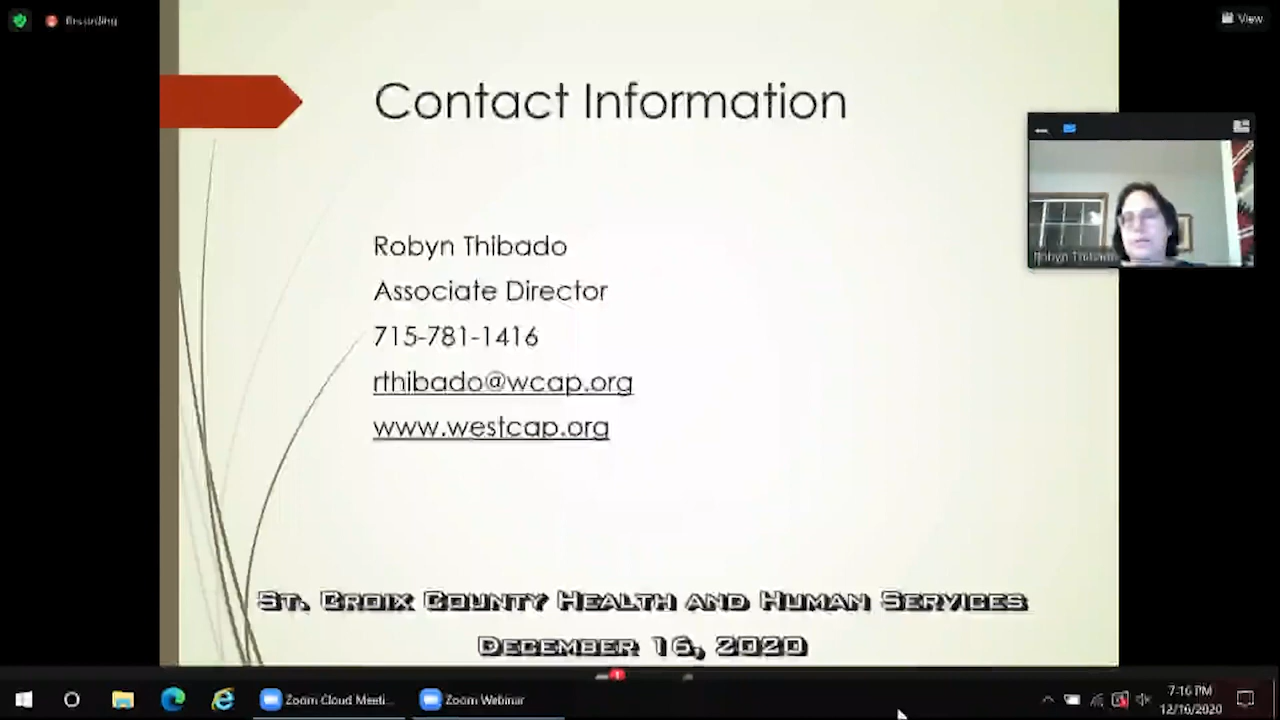 Recording
View
Contact Information
Robyn Thibado
Robyn Thibado
Associate Director
715-781-1416
rthibado@wcap.org
www.westcap.org
St. Croix County Health and Human Services
December 16, 2020
Zoom Cloud Meeti...
Zoom Webinar
7:16 PM
12/16/2020